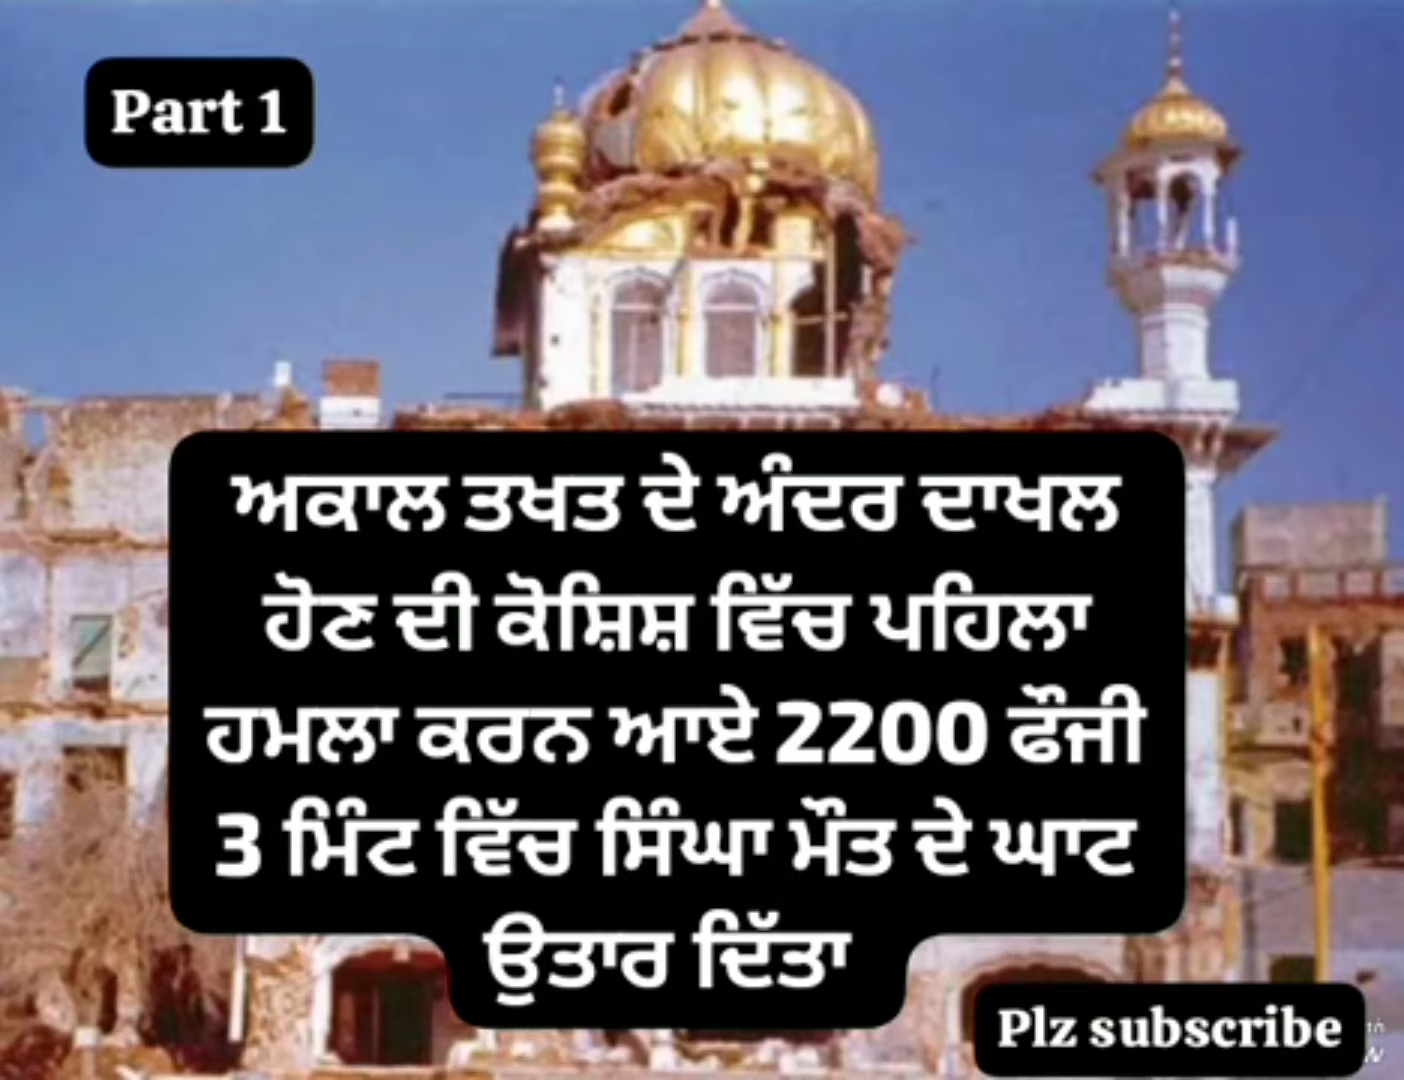 Part 1
ਅਕਾਲ ਤਖਤ ਦੇ ਅੰਦਰ ਦਾਖਲ
ਹੋਣ ਦੀ ਕੋਸ਼ਿਸ਼ ਵਿੱਚ ਪਹਿਲਾ
ਹਮਲਾ ਕਰਨ ਆਏ 2200 ਫੌਜੀ
3 ਮਿੰਟ ਵਿੱਚ ਸਿੰਘਾ ਮੌਤ ਦੇ ਘਾਟ
ਉਤਾਰ ਦਿੱਤਾ
Plz subscribe